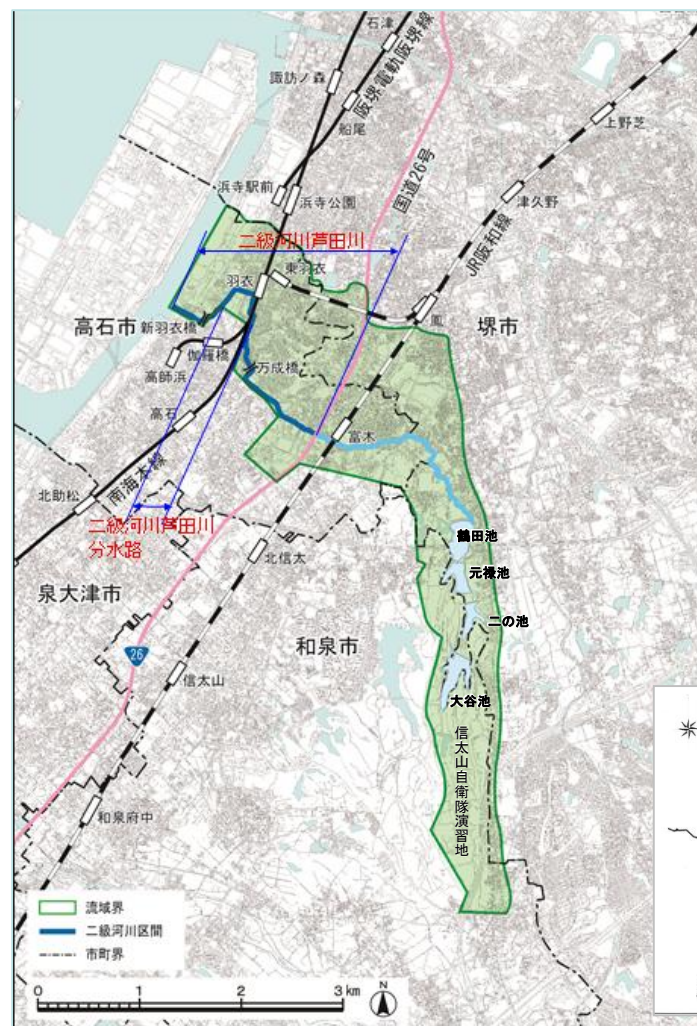 石津
諏訪ノ森
阪堺電軌阪堺線
船尾
上野芝
浜寺駅前
浜寺公園
国道26号
津久野
JR阪和線
二級河川芦田川
羽衣
東羽衣
鳳
堺市
高石市
新羽衣橋
伽羅橋
高師浜
万成橋
高石
富木
北助松
南海本線
二級河川芦田川
分水路
鶴田池
北信太
元禄池
泉大津市
二の池
和泉市
26
信太山
大谷池
信太山自衛隊演習地
和泉府中
流域界
二級河川区間
市町界
0 1 2 3 km
N